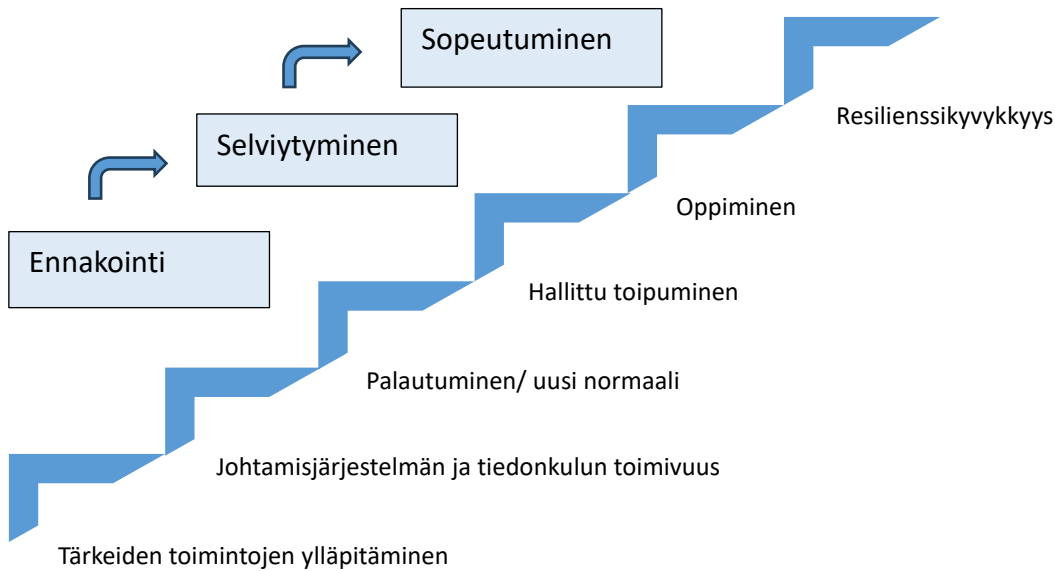 Sopeutuminen
Selviytyminen
Ennakointi
Resilienssikyvykkyys
Oppiminen
Hallittu toipuminen
Palautuminen/ uusi normaali
Johtamisjärjestelmän ja tiedonkulun toimivuus
Tärkeiden toimintojen ylläpitäminen